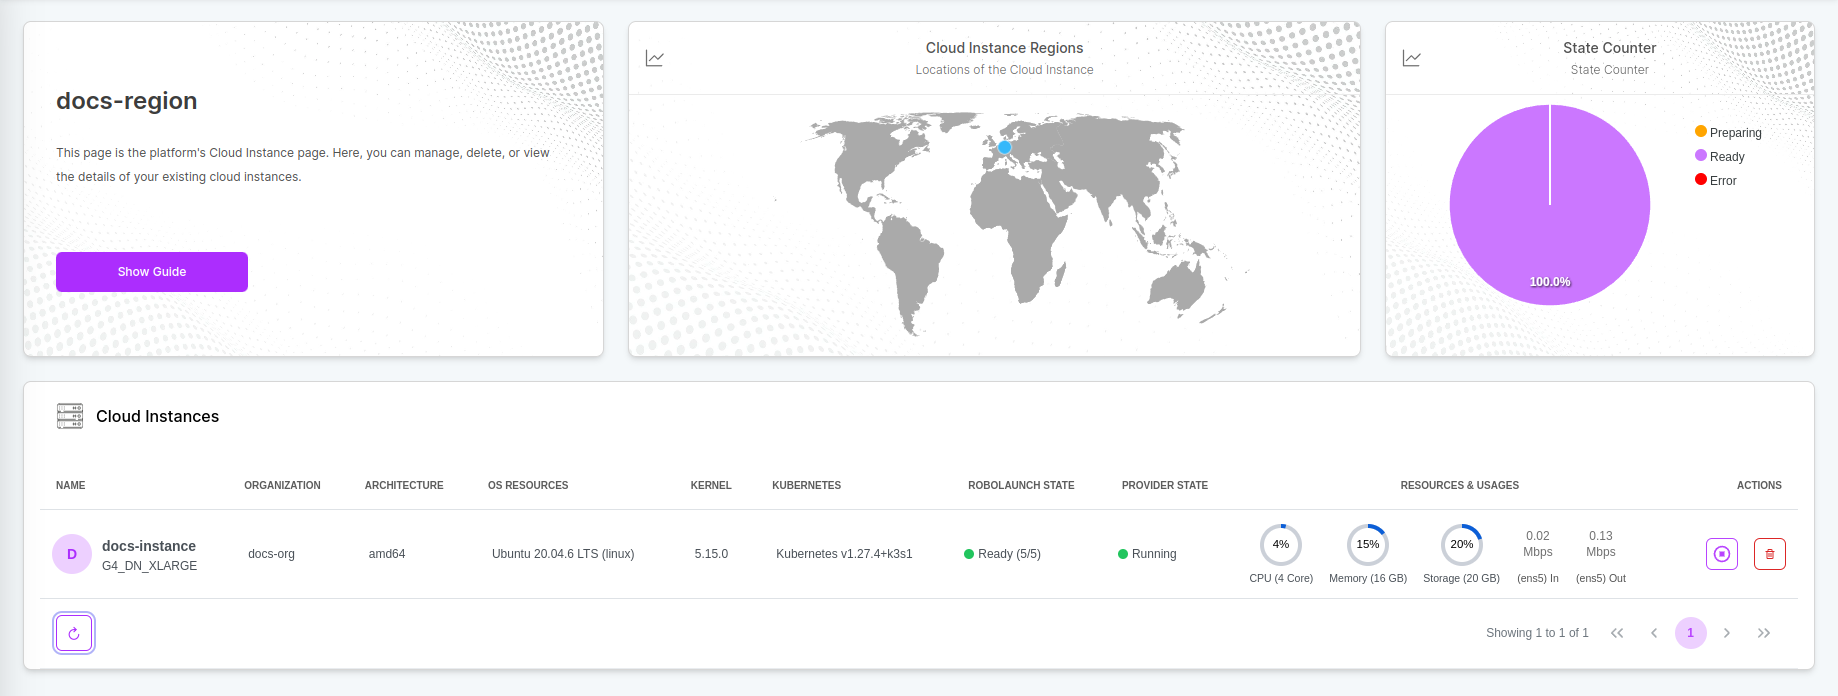 docs-region
This page is the platform's Cloud Instance page. Here, you can manage, delete, or view
the details of your existing cloud instances.
Show Guide
Cloud Instance Regions
Locations of the Cloud Instance
State Counter
State Counter
Preparing
Ready
Error
100.0%
Cloud Instances
NAME ORGANIZATION ARCHITECTURE OS RESOURCES KERNEL KUBERNETES ROBOLAUNCH STATE PROVIDER STATE RESOURCES & USAGES ACTIONS
D
docs-instance
G4_DN_XLARGE
docs-org
amd64
Ubuntu 20.04.6 LTS (linux)
5.15.0
Kubernetes v1.27.4+k3s1
Ready (5/5)
Running
4%
CPU (4 Core)
15%
Memory (16 GB)
20%
Storage (20 GB)
0.02
Mbps
(ens5) In
0.13
Mbps
(ens5) Out
Showing 1 to 1 of 1
1